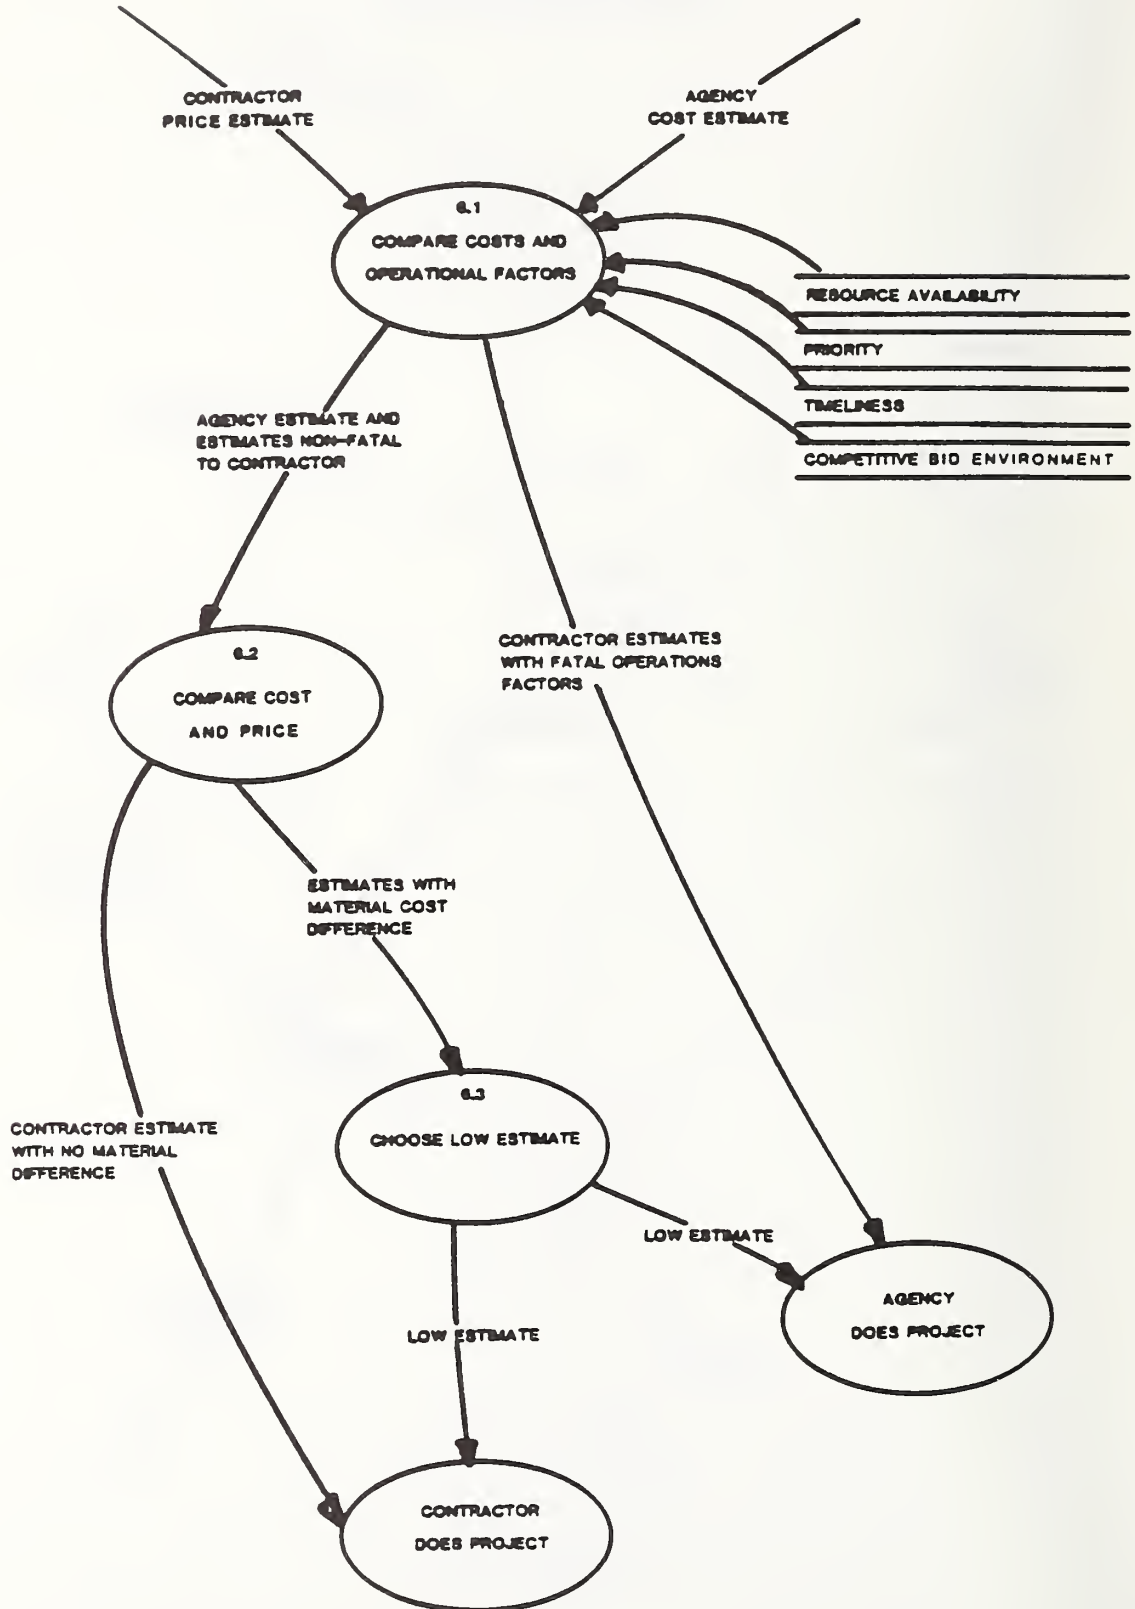 CONTRACTOR
PRICE ESTIMATE
AGENCY
COST ESTIMATE
6.1
COMPARE COSTS AND
OPERATIONAL FACTORS
RESOURCE AVAILABILITY
PRIORITY
TIMELINESS
COMPETITIVE BID ENVIRONMENT
AGENCY ESTIMATE AND
ESTIMATES NON-FATAL
TO CONTRACTOR
CONTRACTOR ESTIMATES
WITH FATAL OPERATIONS
FACTORS
6.2
COMPARE COST
AND PRICE
ESTIMATES WITH
MATERIAL COST
DIFFERENCE
CONTRACTOR ESTIMATE
WITH NO MATERIAL
DIFFERENCE
6.3
CHOOSE LOW ESTIMATE
LOW ESTIMATE
AGENCY
DOES PROJECT
LOW ESTIMATE
CONTRACTOR
DOES PROJECT